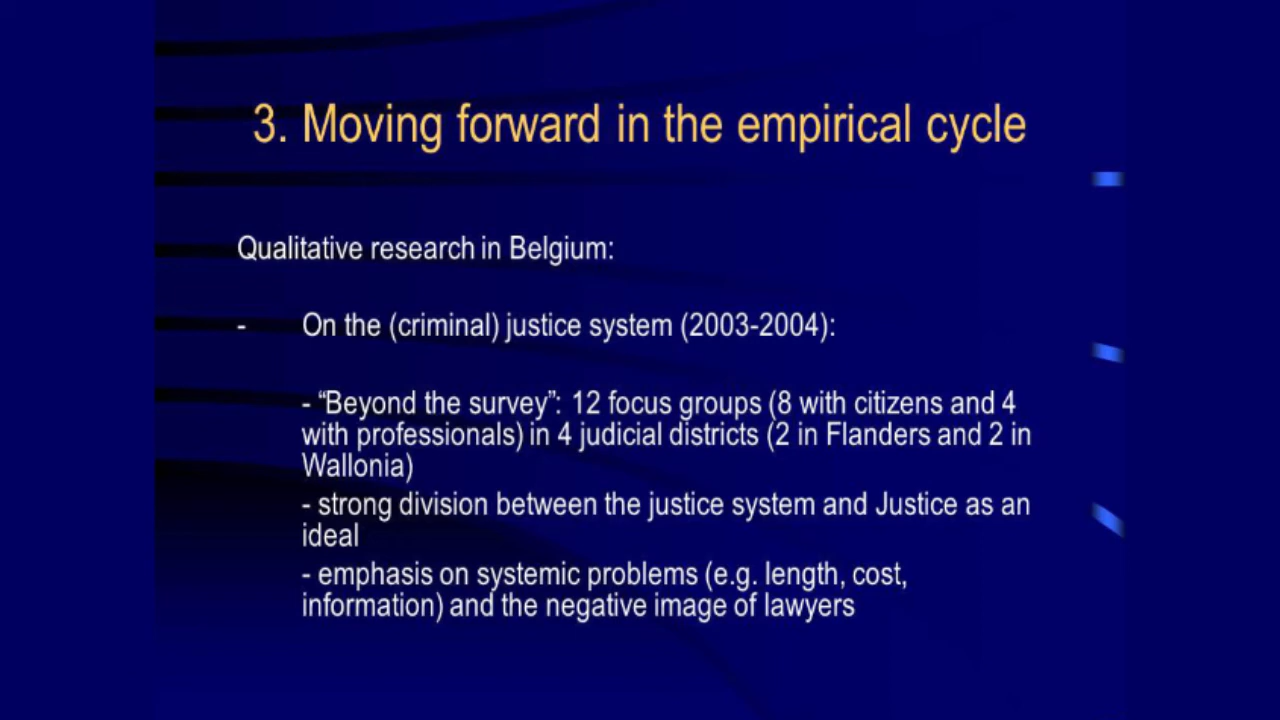 3. Moving forward in the empirical cycle
Qualitative research in Belgium:
- On the (criminal) justice system (2003-2004):
- “Beyond the survey”: 12 focus groups (8 with citizens and 4
with professionals) in 4 judicial districts (2 in Flanders and 2 in
Wallonia)
- strong division between the justice system and Justice as an
ideal
- emphasis on systemic problems (e.g. length, cost,
information) and the negative image of lawyers